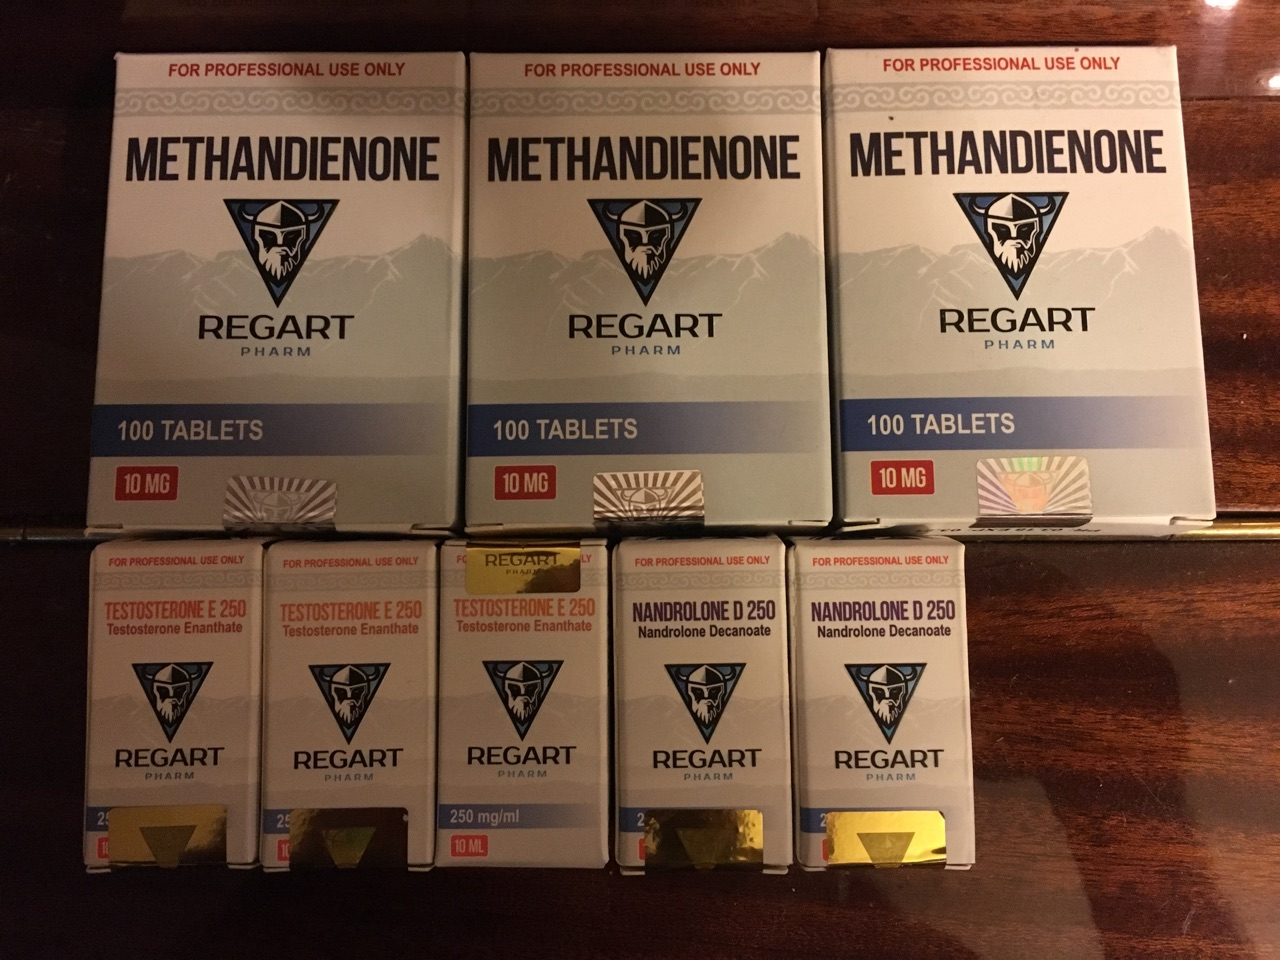 FOR PROFESSIONAL USE ONLY
METHANDIENONE
REGART
PHARM
100 TABLETS
10 MG
FOR PROFESSIONAL USE ONLY
METHANDIENONE
REGART
PHARM
100 TABLETS
10 MG
FOR PROFESSIONAL USE ONLY
METHANDIENONE
REGART
PHARM
100 TABLETS
10 MG
FOR PROFESSIONAL USE ONLY
TESTOSTERONE E 250
Testosterone Enanthate
REGART
PHARM
FOR PROFESSIONAL USE ONLY
TESTOSTERONE E 250
Testosterone Enanthate
REGART
PHARM
REGART
PHARM
TESTOSTERONE E 250
Testosterone Enanthate
REGART
PHARM
250 mg/ml
10 ML
FOR PROFESSIONAL USE ONLY
NANDROLONE D 250
Nandrolone Decanoate
REGART
PHARM
FOR PROFESSIONAL USE ONLY
NANDROLONE D 250
Nandrolone Decanoate
REGART
PHARM